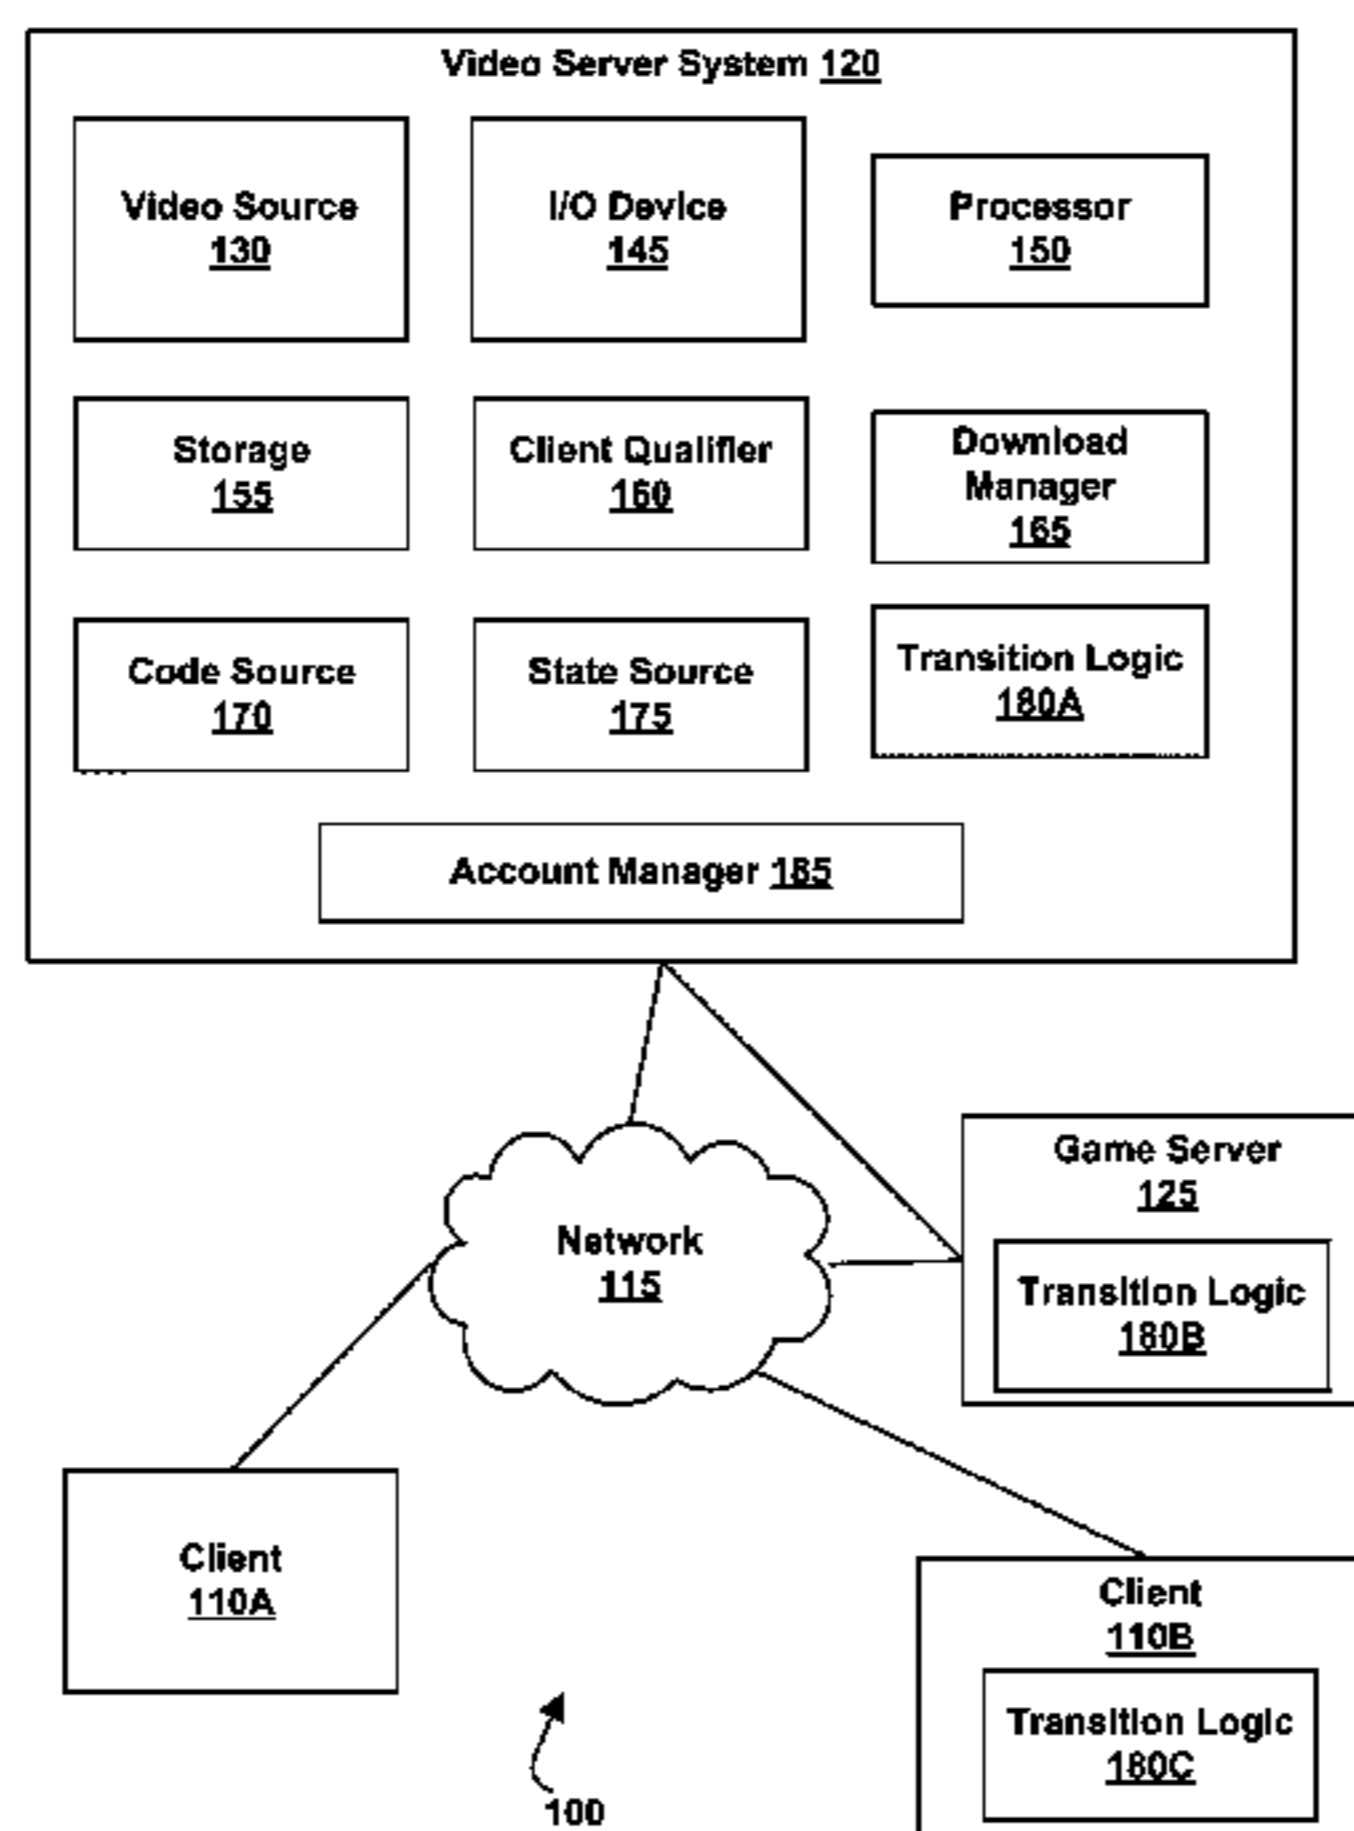 Video Server System 120
Video Source
130
I/O Device
145
Processor
150
Storage
155
Client Qualifier
160
Download
Manager
165
Code Source
170
State Source
175
Transition Logic
180A
Account Manager 185
Network
115
Game Server
125
Transition Logic
180B
Client
110A
Client
110B
Transition Logic
180C
100